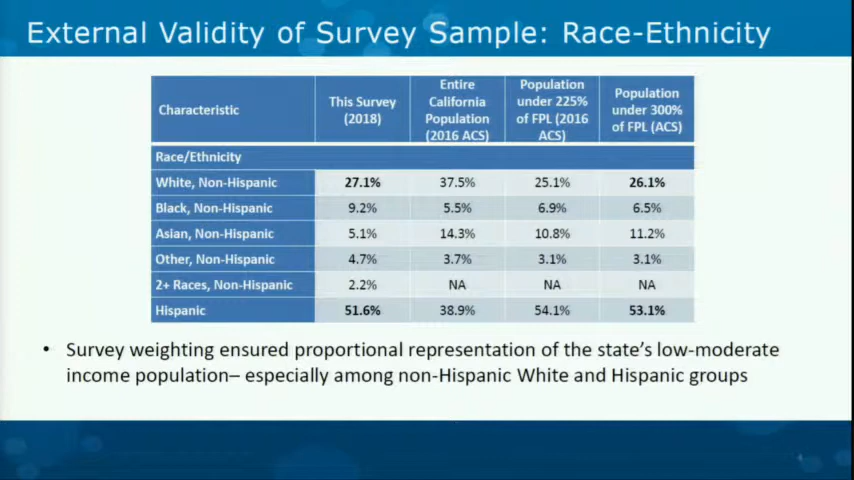 External Validity of Survey Sample: Race-Ethnicity
Characteristic
This Survey
(2018)
Entire
California
Population
(2016 ACS)
Population
under 225%
of FPL (2016
ACS)
Population
under 300%
of FPL (ACS)
Race/Ethnicity
White, Non-Hispanic 27.1% 37.5% 25.1% 26.1%
Black, Non-Hispanic 9.2% 5.5% 6.9% 6.5%
Asian, Non-Hispanic 5.1% 14.3% 10.8% 11.2%
Other, Non-Hispanic 4.7% 3.7% 3.1% 3.1%
2+ Races, Non-Hispanic 2.2% NA NA NA
Hispanic 51.6% 38.9% 54.1% 53.1%
• Survey weighting ensured proportional representation of the state's low-moderate
income population– especially among non-Hispanic White and Hispanic groups